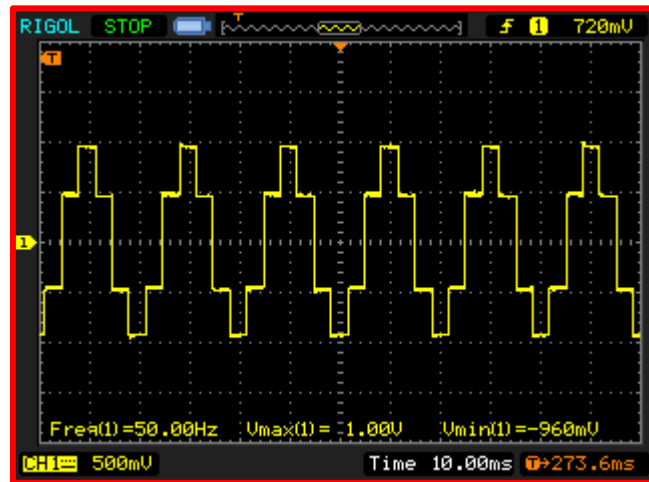 RIGOL STOP T f 1 720mV
T
1
Freq(1)=50.00Hz Vmax(1)= 1.00V Vmin(1)=-960mV
CH1 500mV Time 10.00ms T→273.6ms